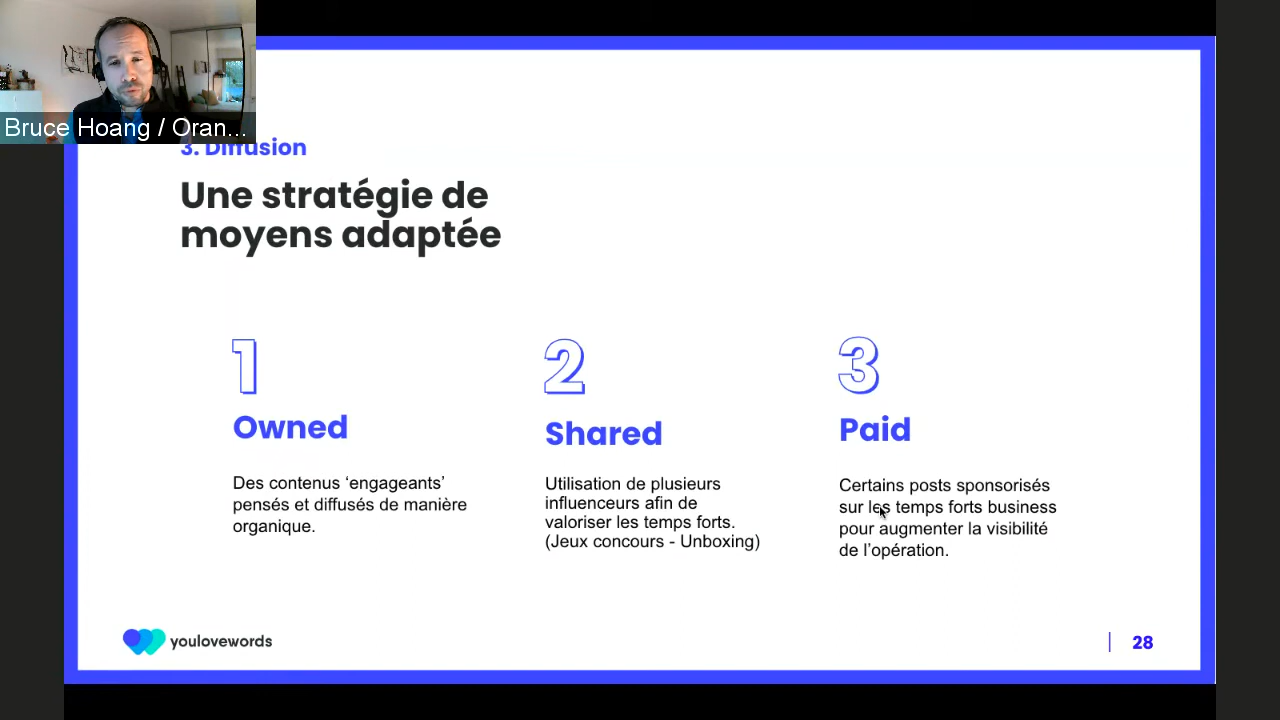 Bruce Hoang / Oran...
3. Diffusion
Une stratégie de
moyens adaptée
1
Owned
Des contenus ‘engageants’
pensés et diffusés de manière
organique.
2
Shared
Utilisation de plusieurs
influenceurs afin de
valoriser les temps forts.
(Jeux concours - Unboxing)
3
Paid
Certains posts sponsorisés
sur les temps forts business
pour augmenter la visibilité
de l’opération.
youlovewords
28